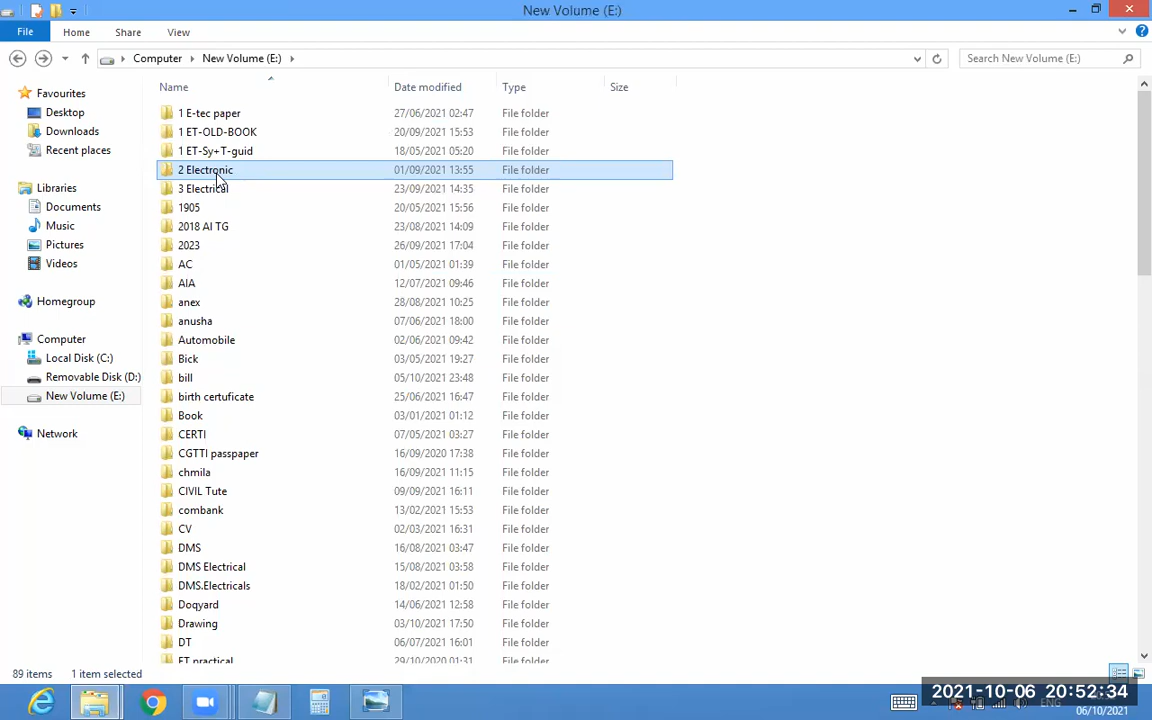 New Volume (E:)
File Home Share View
Computer New Volume (E:) Search New Volume (E:)
Name Date modified Type Size
Favourites
Desktop
Downloads
Recent places
Libraries
Documents
Music
Pictures
Videos
Homegroup
Computer
Local Disk (C:)
Removable Disk (D:)
New Volume (E:)
Network
1 E-tec paper 27/06/2021 02:47 File folder
1 ET-OLD-BOOK 20/09/2021 15:53 File folder
1 ET-Sy+T-guid 18/05/2021 05:20 File folder
2 Electronic 01/09/2021 13:55 File folder
3 Electrical 23/09/2021 14:35 File folder
1905 20/05/2021 15:56 File folder
2018 AI TG 23/08/2021 14:09 File folder
2023 26/09/2021 17:04 File folder
AC 01/05/2021 01:39 File folder
AIA 12/07/2021 09:46 File folder
anex 28/08/2021 10:25 File folder
anusha 07/06/2021 18:00 File folder
Automobile 02/06/2021 09:42 File folder
Bick 03/05/2021 19:27 File folder
bill 05/10/2021 23:48 File folder
birth certuficate 25/06/2021 16:47 File folder
Book 03/01/2021 01:12 File folder
CERTI 07/05/2021 03:27 File folder
CGTTI passpaper 16/09/2020 17:38 File folder
chmila 16/09/2021 11:15 File folder
CIVIL Tute 09/09/2021 16:11 File folder
combank 13/02/2021 15:53 File folder
CV 02/03/2021 16:31 File folder
DMS 16/08/2021 03:47 File folder
DMS Electrical 15/08/2021 03:58 File folder
DMS.Electricals 18/02/2021 01:50 File folder
Doqyard 14/06/2021 12:58 File folder
Drawing 03/10/2021 17:50 File folder
DT 06/07/2021 16:01 File folder
ET practical 29/10/2020 01:31 File folder
89 items 1 item selected
2021-10-06 20:52:34
ENG
06/10/2021